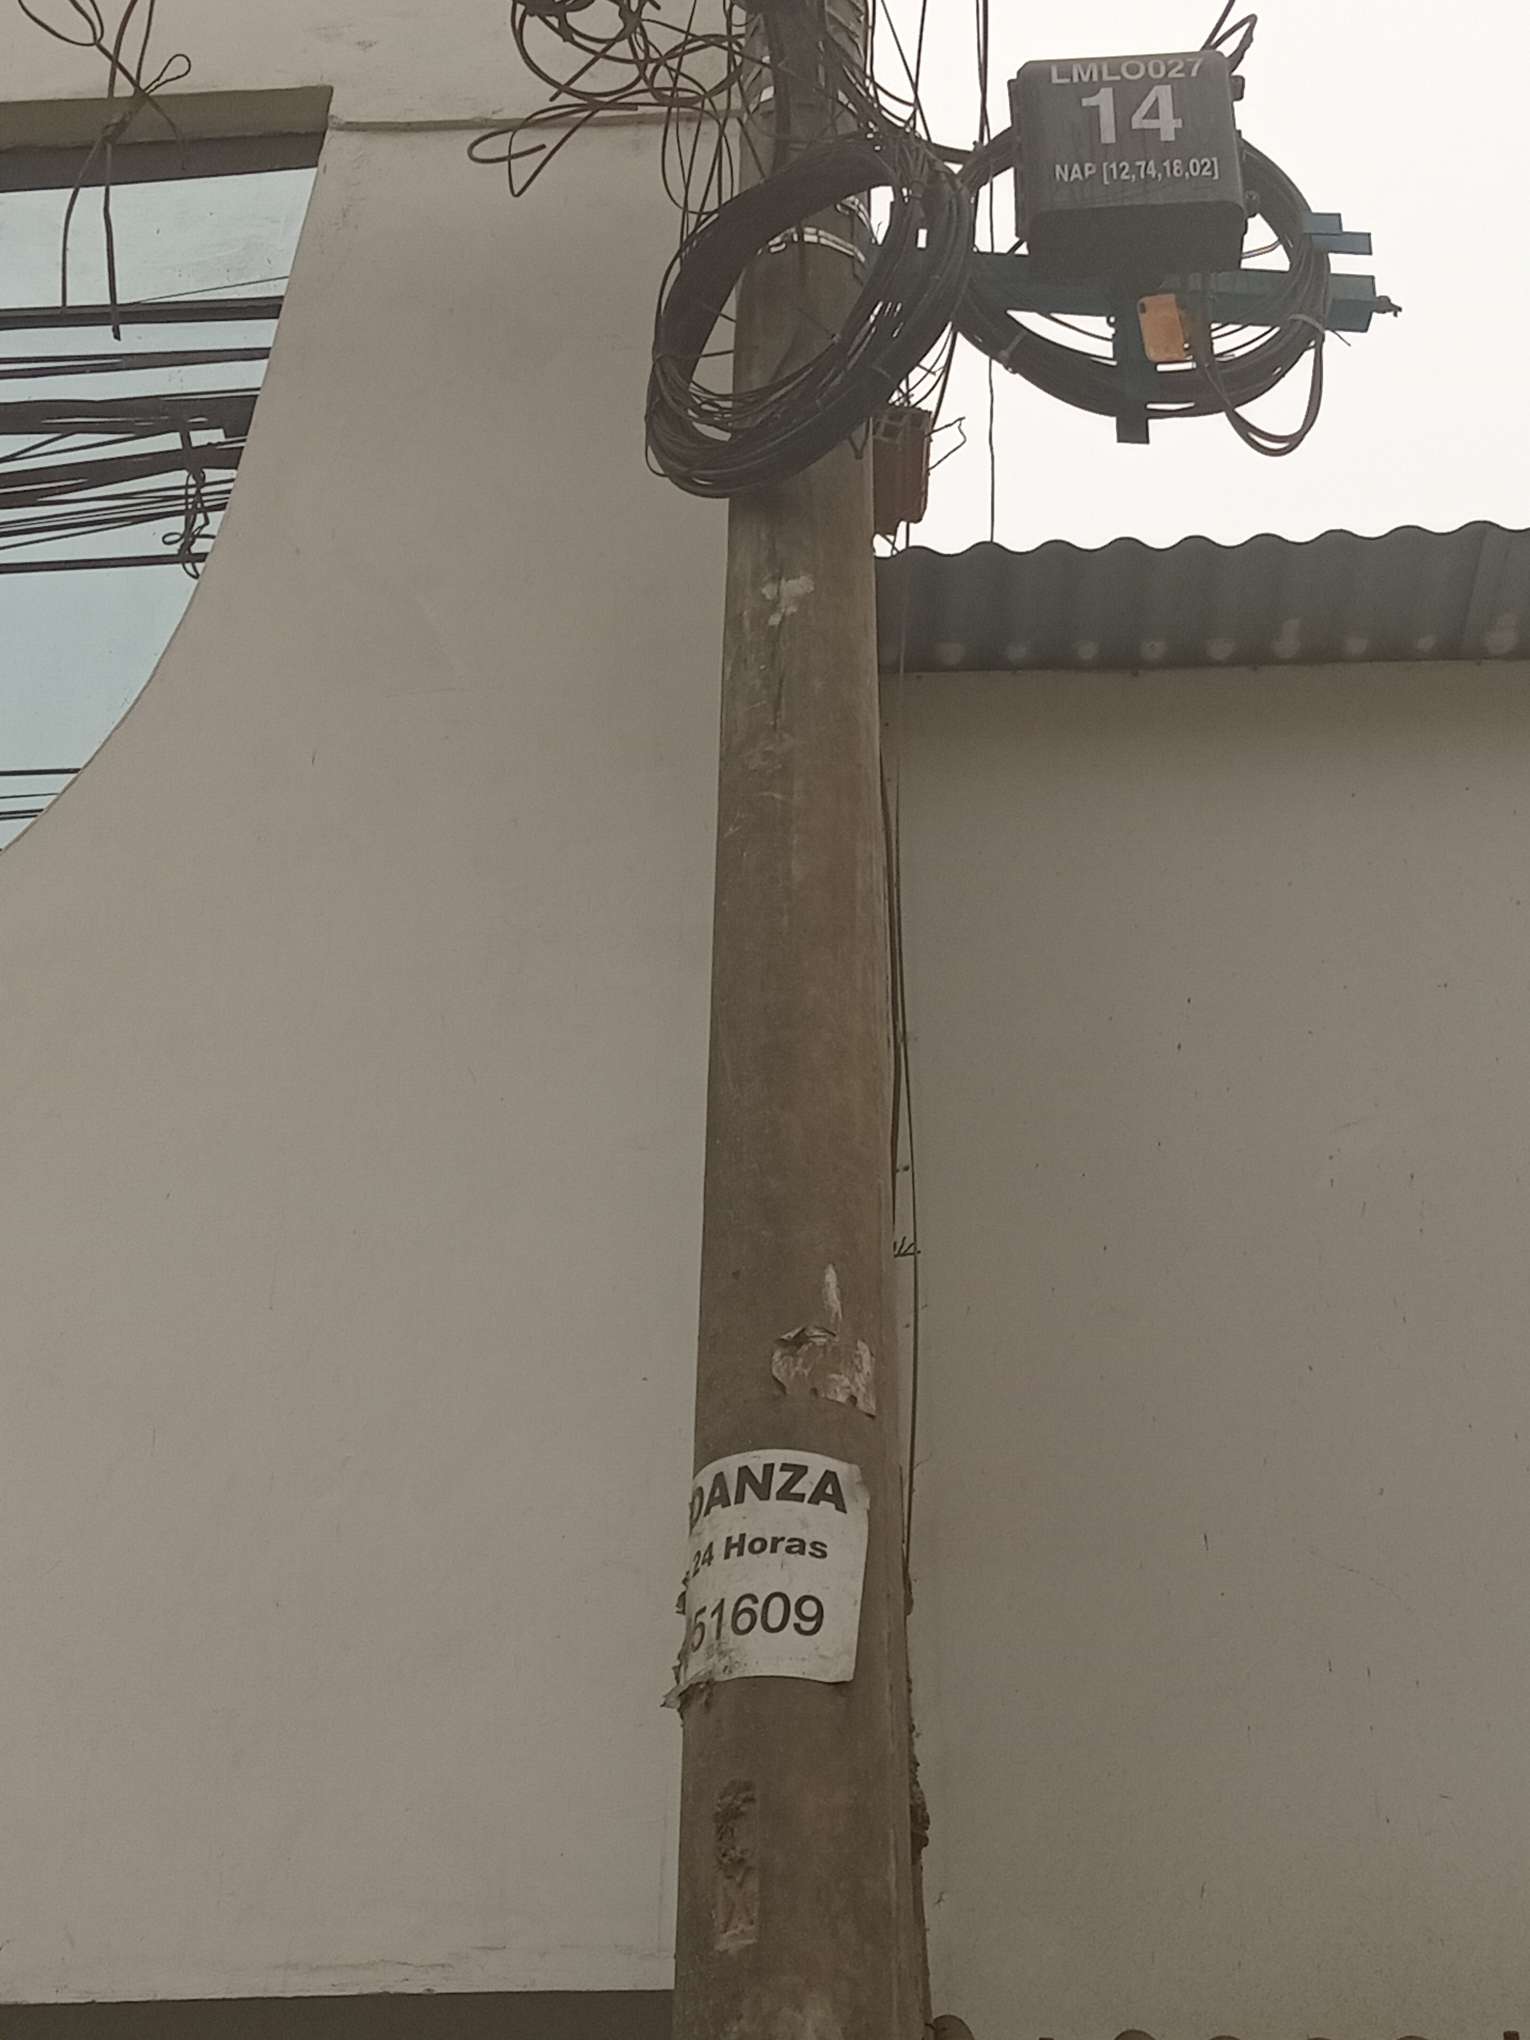 LMLO027
14
NAP [12,74,18,02]
DANZA
24 Horas
51609